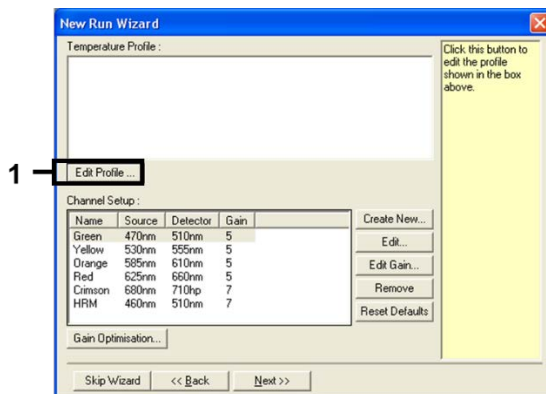 New Run Wizard
Temperature Profile :
Click this button to
edit the profile
shown in the box
above.
1
Edit Profile ...
Channel Setup :
Name Source Detector Gain
Green 470nm 510nm 5
Yellow 530nm 555nm 5
Orange 585nm 610nm 5
Red 625nm 660nm 5
Crimson 680nm 710hp 7
HRM 460nm 510nm 7
Create New...
Edit...
Edit Gain...
Remove
Reset Defaults
Gain Optimisation...
Skip Wizard << Back Next >>